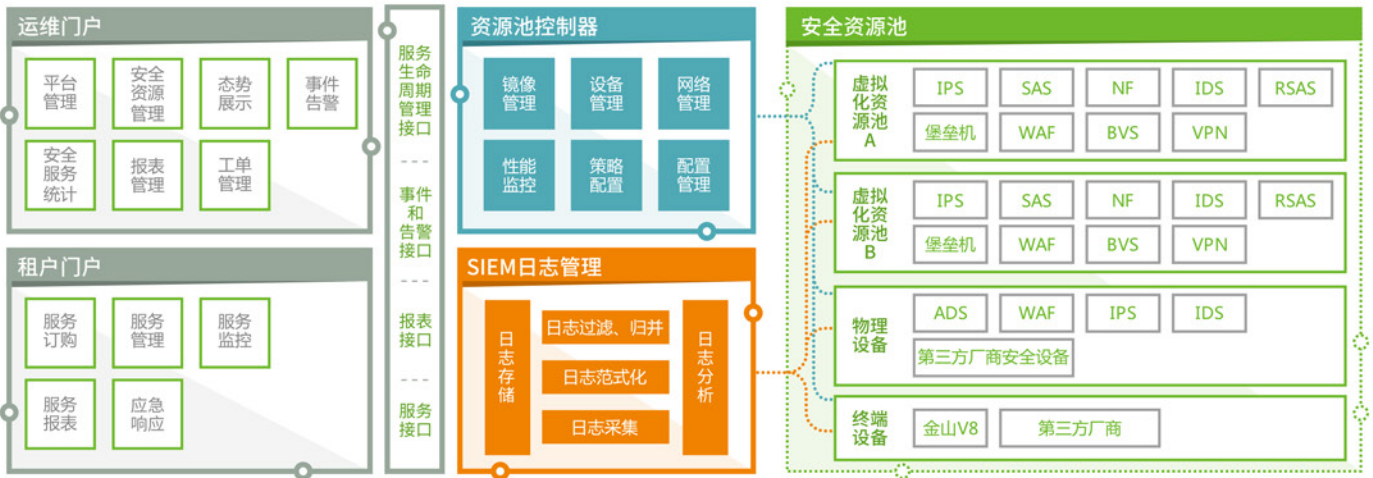 运维门户
平台
管理
安全
资源
管理
态势
展示
事件
告警
安全
服务
统计
报表
管理
工单
管理
租户门户
服务
订购
服务
管理
服务
监控
服务
报表
应急
响应
服务
生命
周期
管理
接口
---
事件
和
告警
接口
---
报表
接口
---
服务
接口
资源池控制器
镜像
管理
设备
管理
网络
管理
性能
监控
策略
配置
配置
管理
SIEM日志管理
日
志
存
储
日志过滤、归并
日志范式化
日志采集
日
志
分
析
安全资源池
虚拟
化资
源池
A
IPS
SAS
NF
IDS
RSAS
堡垒机
WAF
BVS
VPN
虚拟
化资
源池
B
IPS
SAS
NF
IDS
RSAS
堡垒机
WAF
BVS
VPN
物理
设备
ADS
WAF
IPS
IDS
第三方厂商安全设备
终端
设备
金山V8
第三方厂商